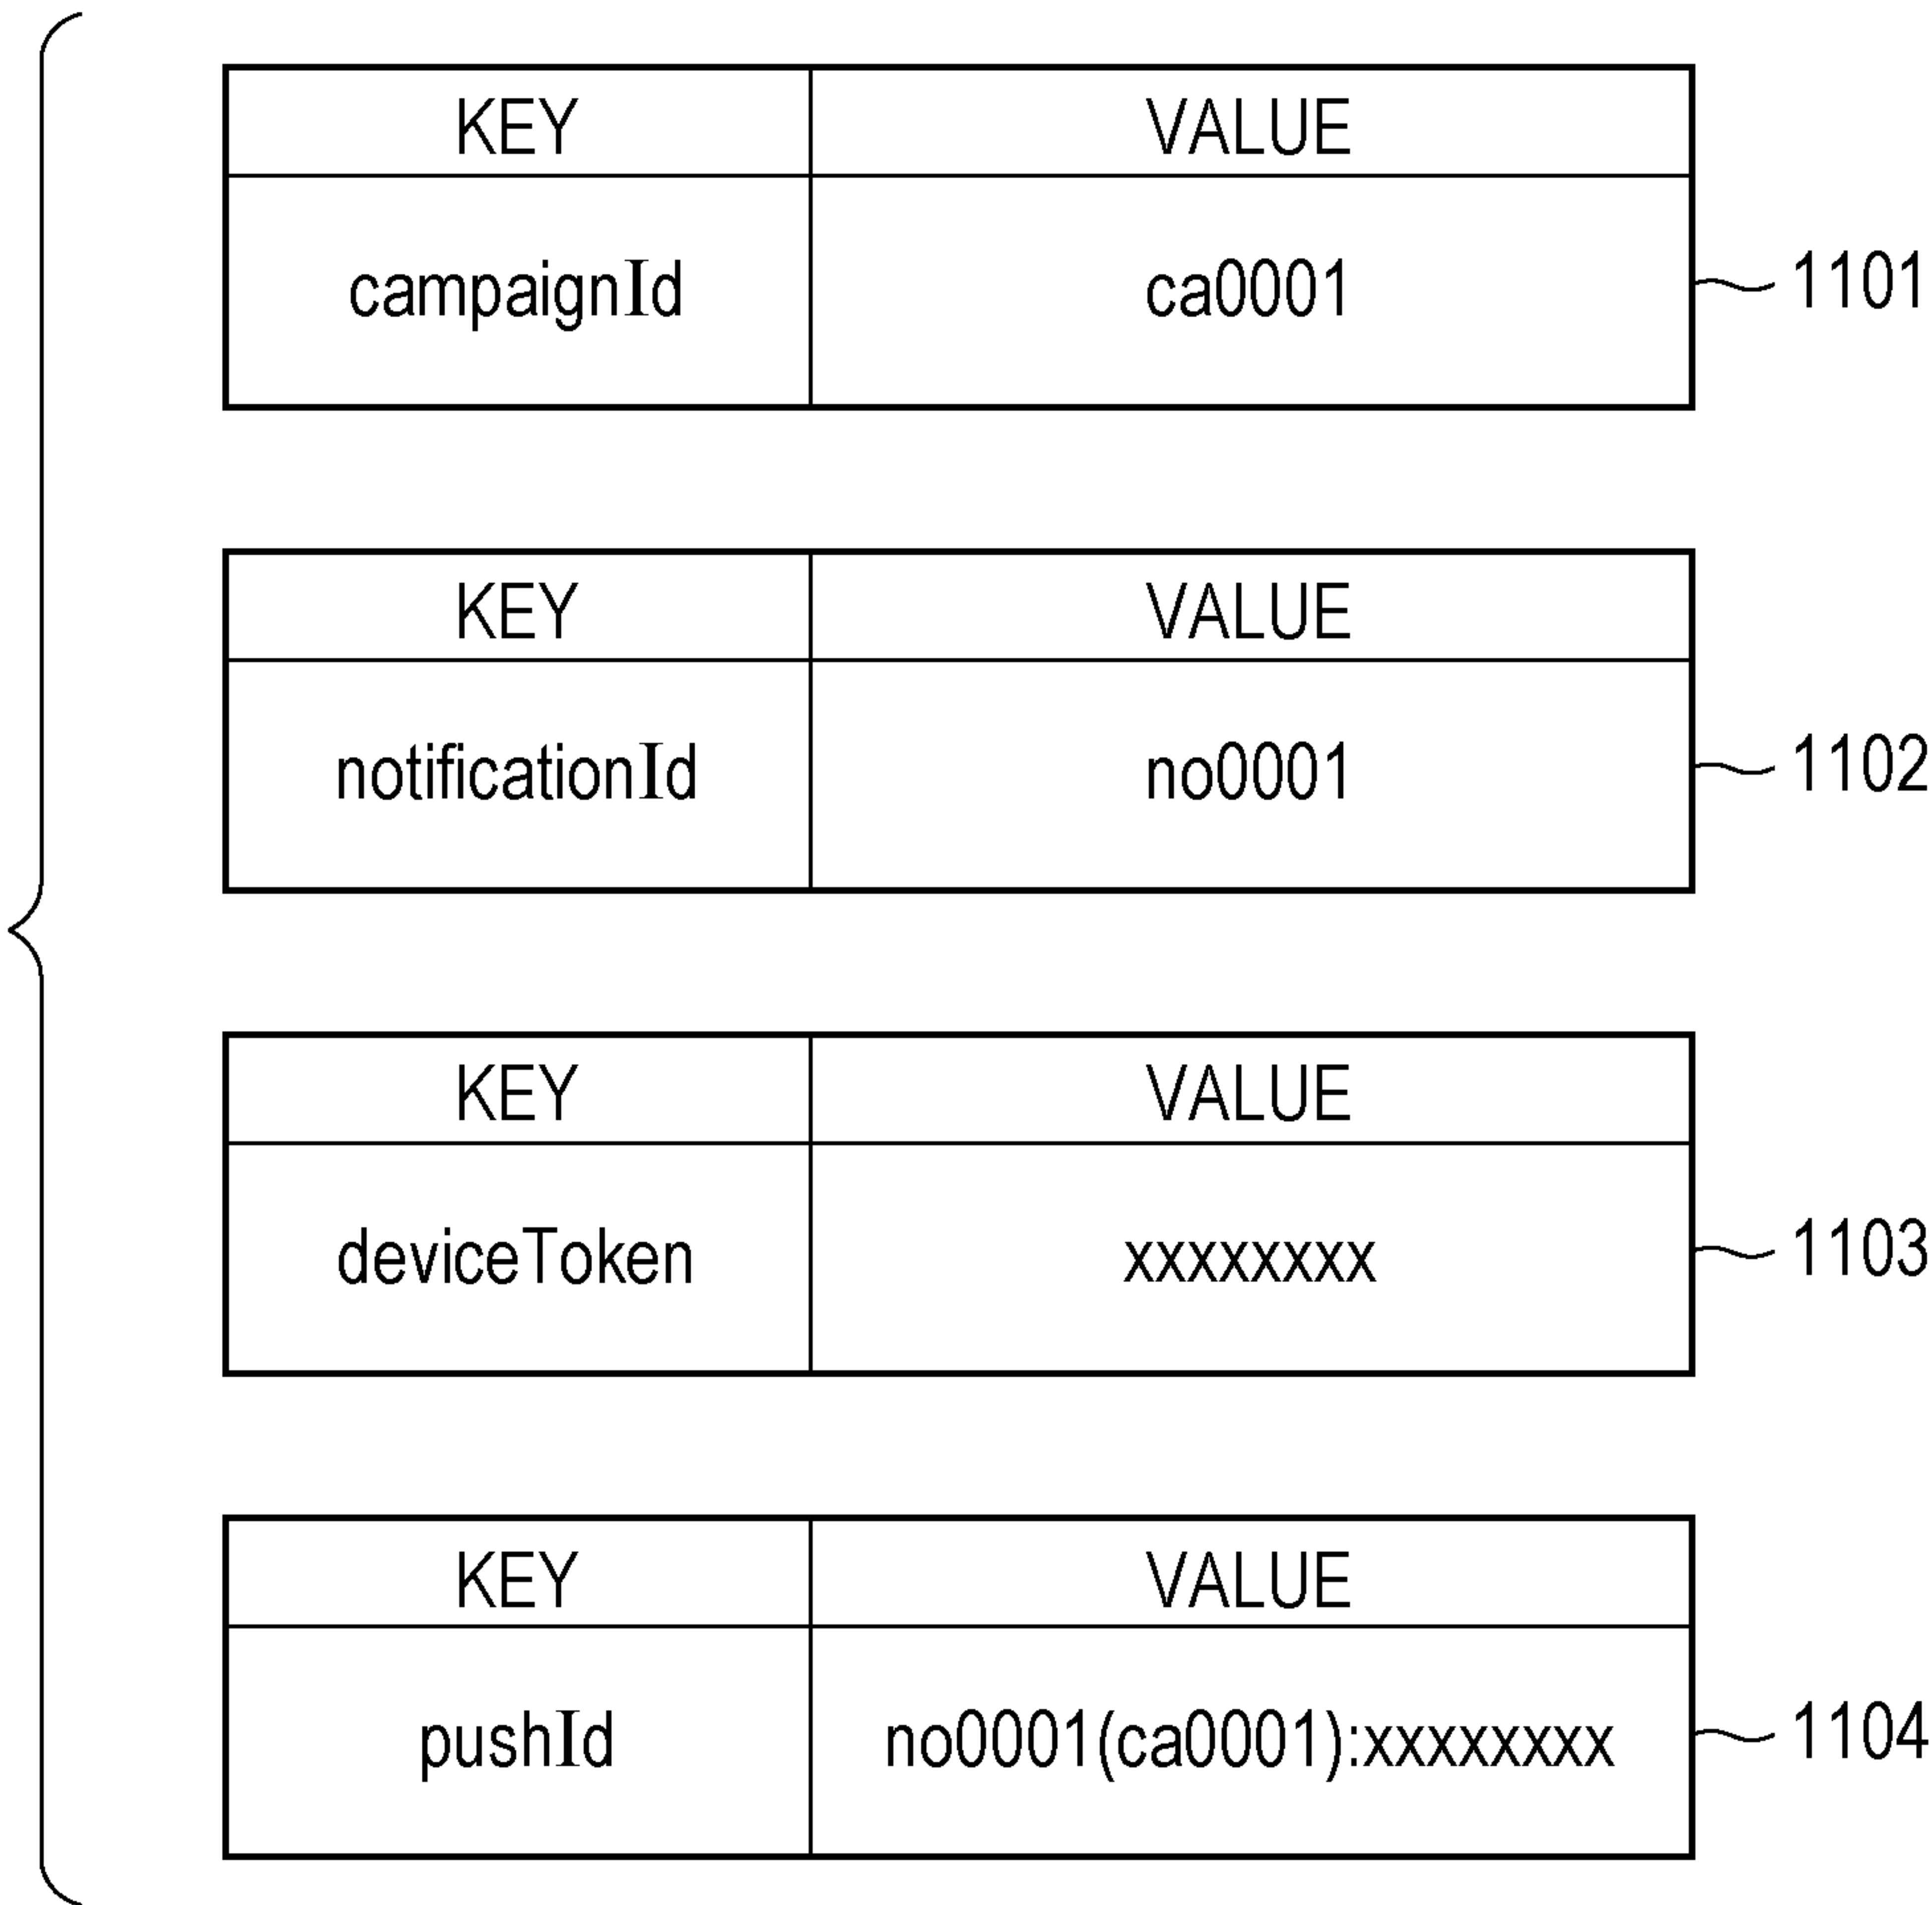 KEY VALUE
campaignId ca0001 1101
KEY VALUE
notificationId no0001 1102
KEY VALUE
deviceToken xxxxxxxx 1103
KEY VALUE
pushId no0001(ca0001):xxxxxxxx 1104